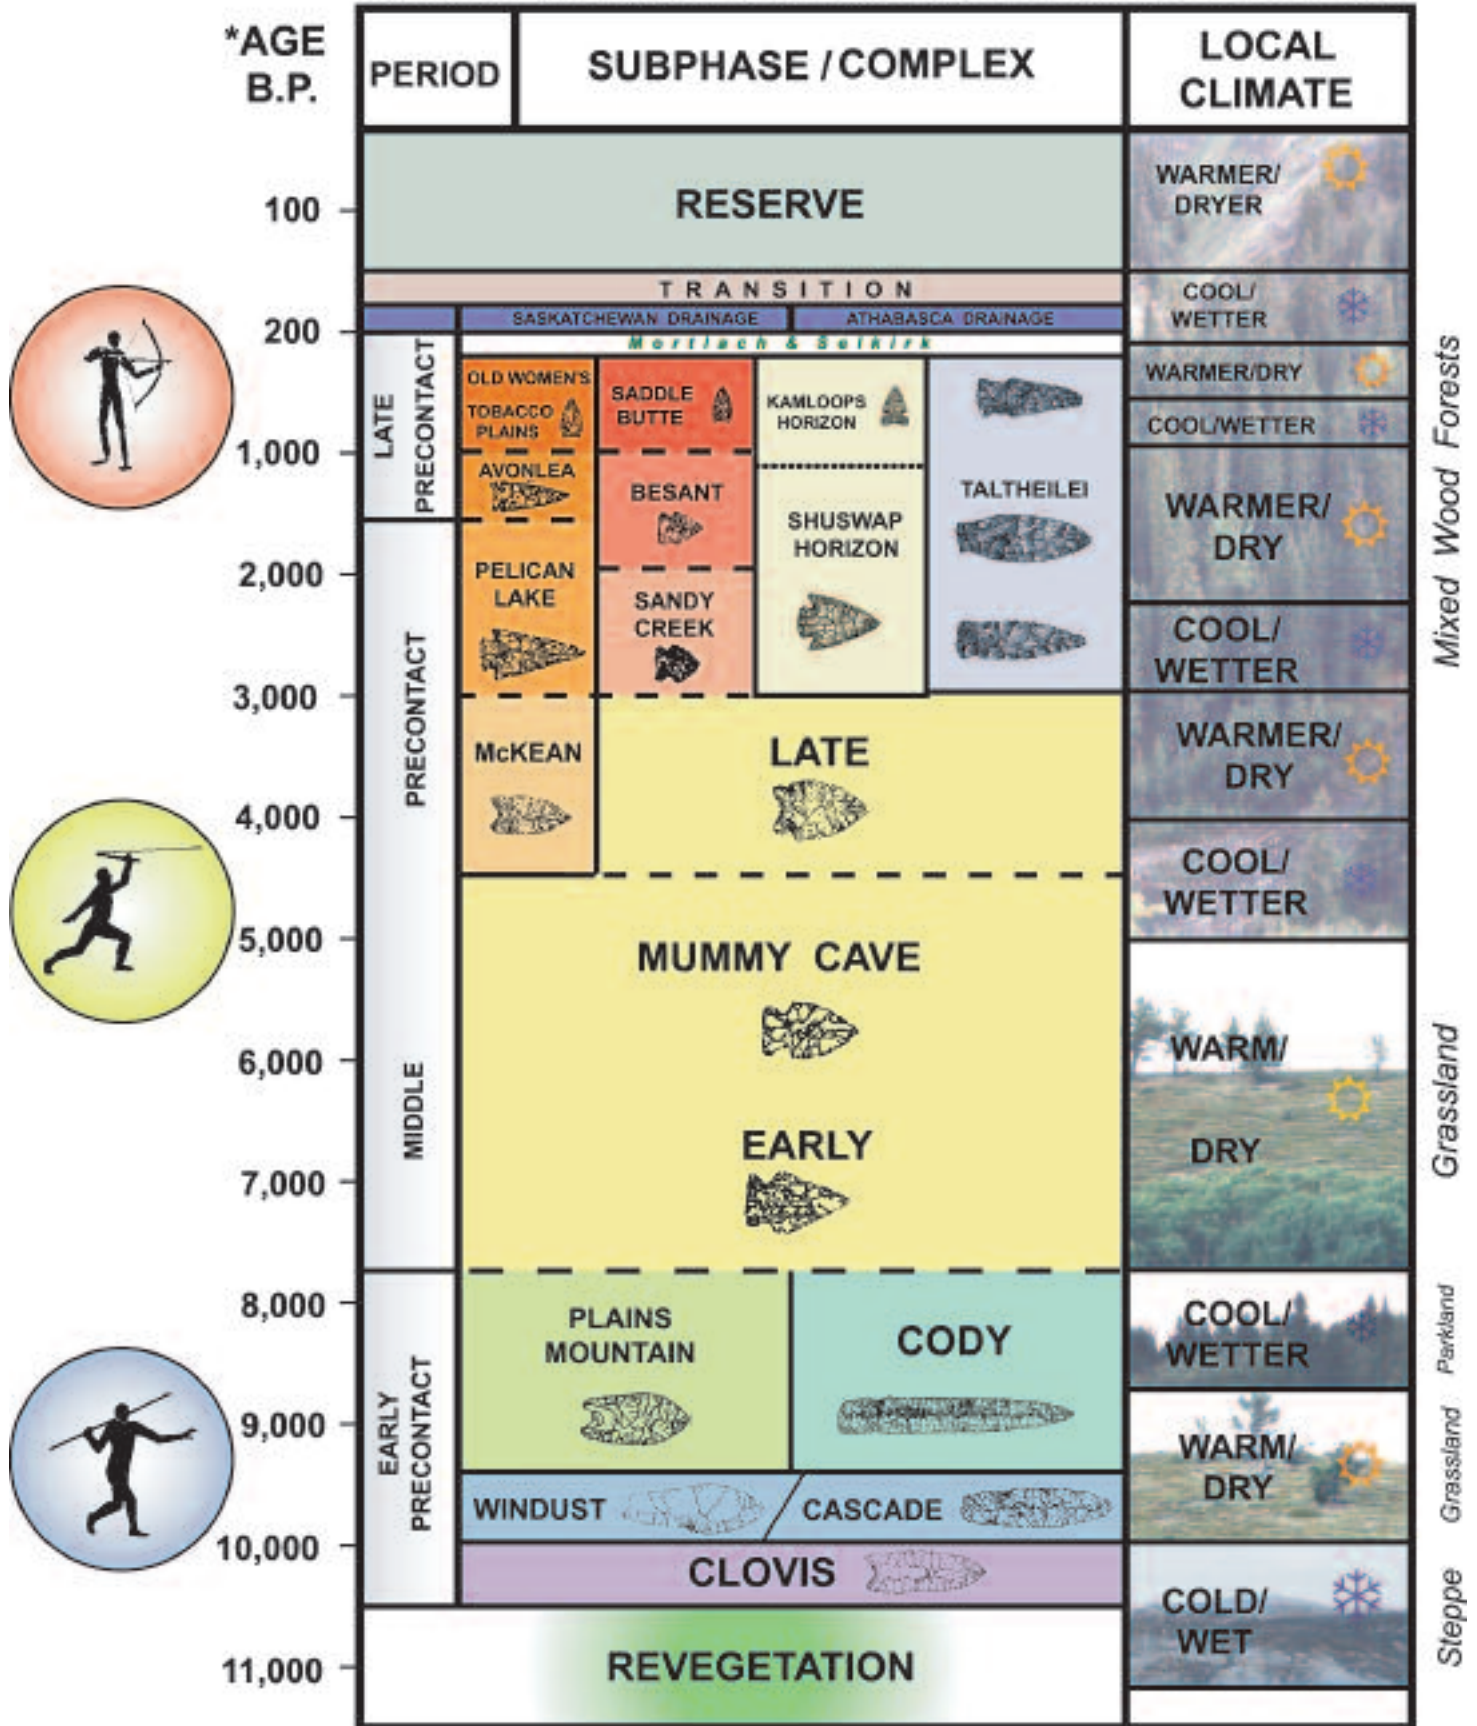 *AGE
B.P.
PERIOD
SUBPHASE / COMPLEX
LOCAL
CLIMATE
100
200
1,000
2,000
3,000
4,000
5,000
6,000
7,000
8,000
9,000
10,000
11,000
LATE
PRECONTACT
MIDDLE PRECONTACT
EARLY
PRECONTACT
RESERVE
TRANSITION
SASKATCHEWAN DRAINAGE
ATHABASCA DRAINAGE
Mortlach & Selkirk
OLD WOMEN'S
TOBACCO
PLAINS
SADDLE
BUTTE
KAMLOOPS
HORIZON
AVONLEA
BESANT
TALTHEILEI
SHUSWAP
HORIZON
PELICAN
LAKE
SANDY
CREEK
McKEAN
LATE
MUMMY CAVE
EARLY
PLAINS
MOUNTAIN
CODY
WINDUST
CASCADE
CLOVIS
REVEGETATION
WARMER/
DRYER
COOL/
WETTER
WARMER/DRY
COOL/WETTER
WARMER/
DRY
COOL/
WETTER
WARMER/
DRY
COOL/
WETTER
WARM/
DRY
COOL/
WETTER
WARM/
DRY
COLD/
WET
Mixed Wood Forests
Grassland
Parkland
Grassland
Steppe